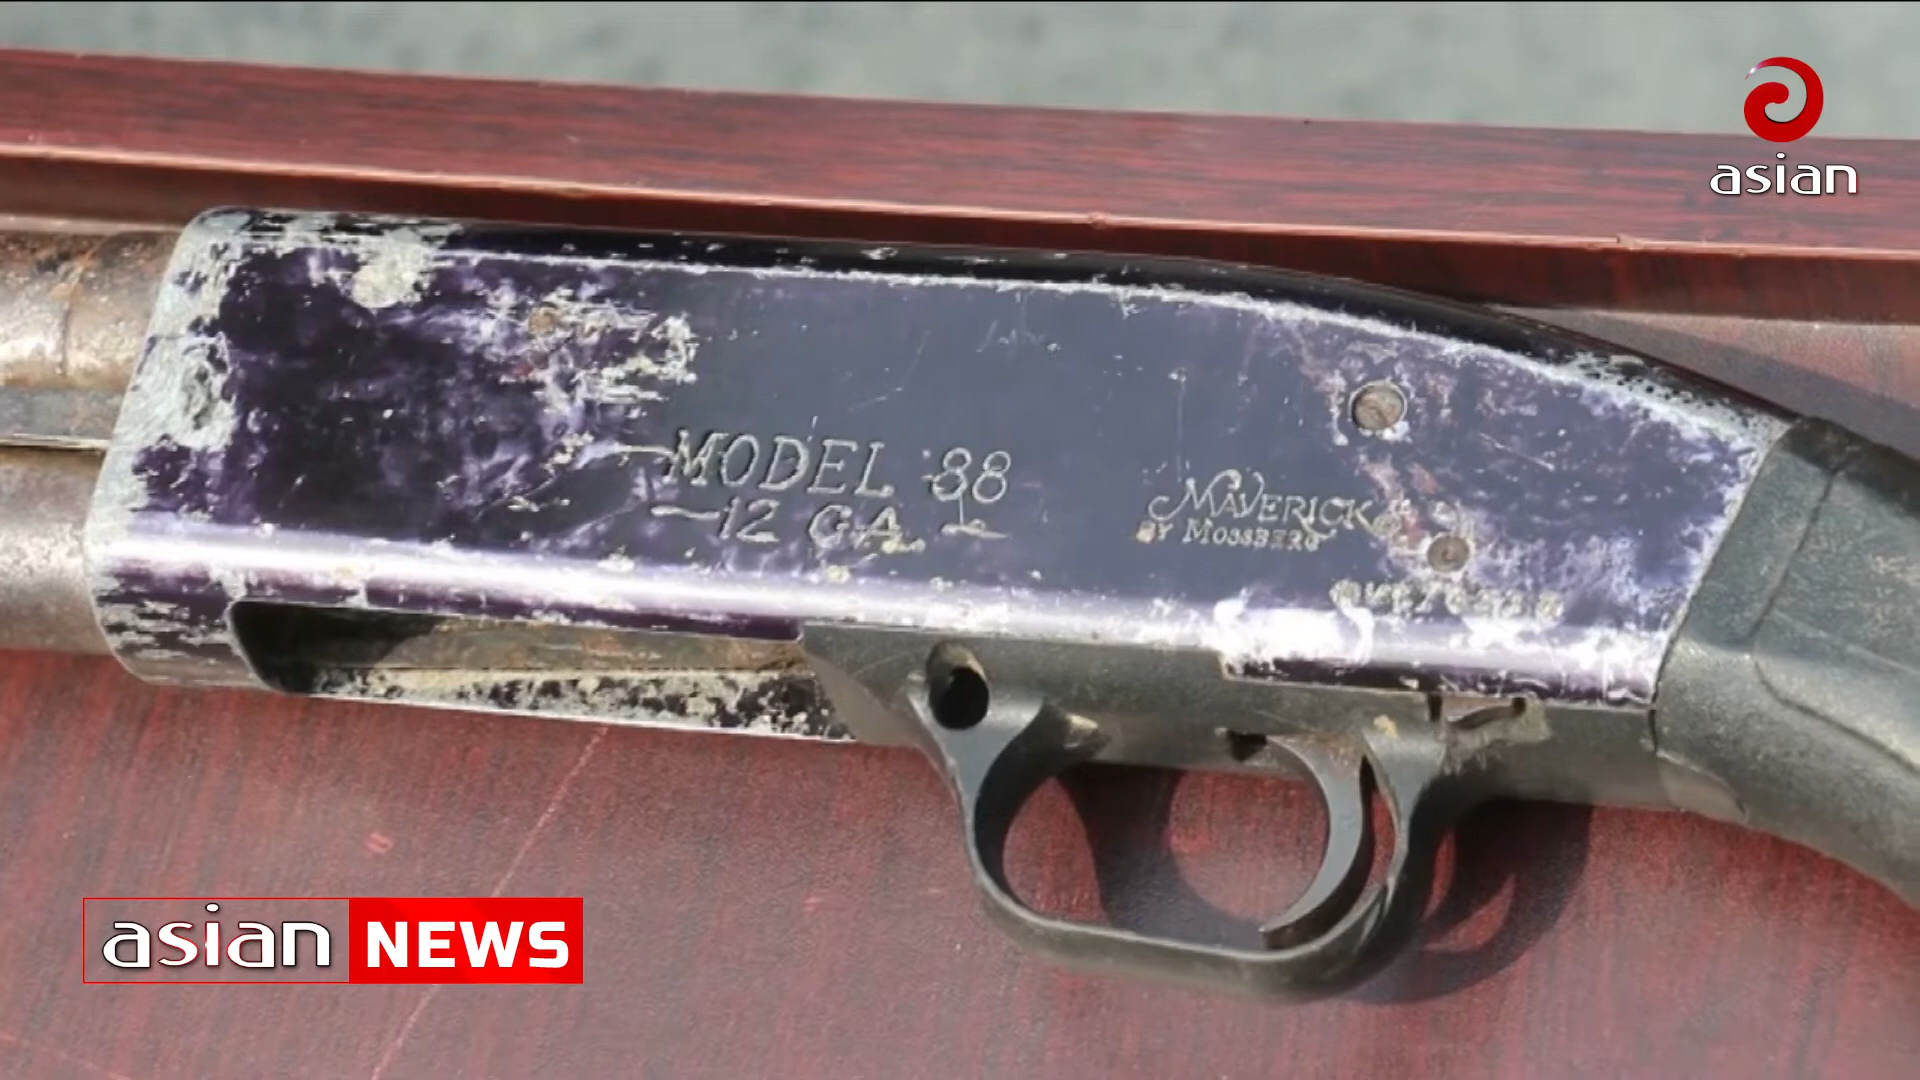 asian
MODEL 88
12 GA.
MAVERICK
BY MOSSBERG
asian NEWS